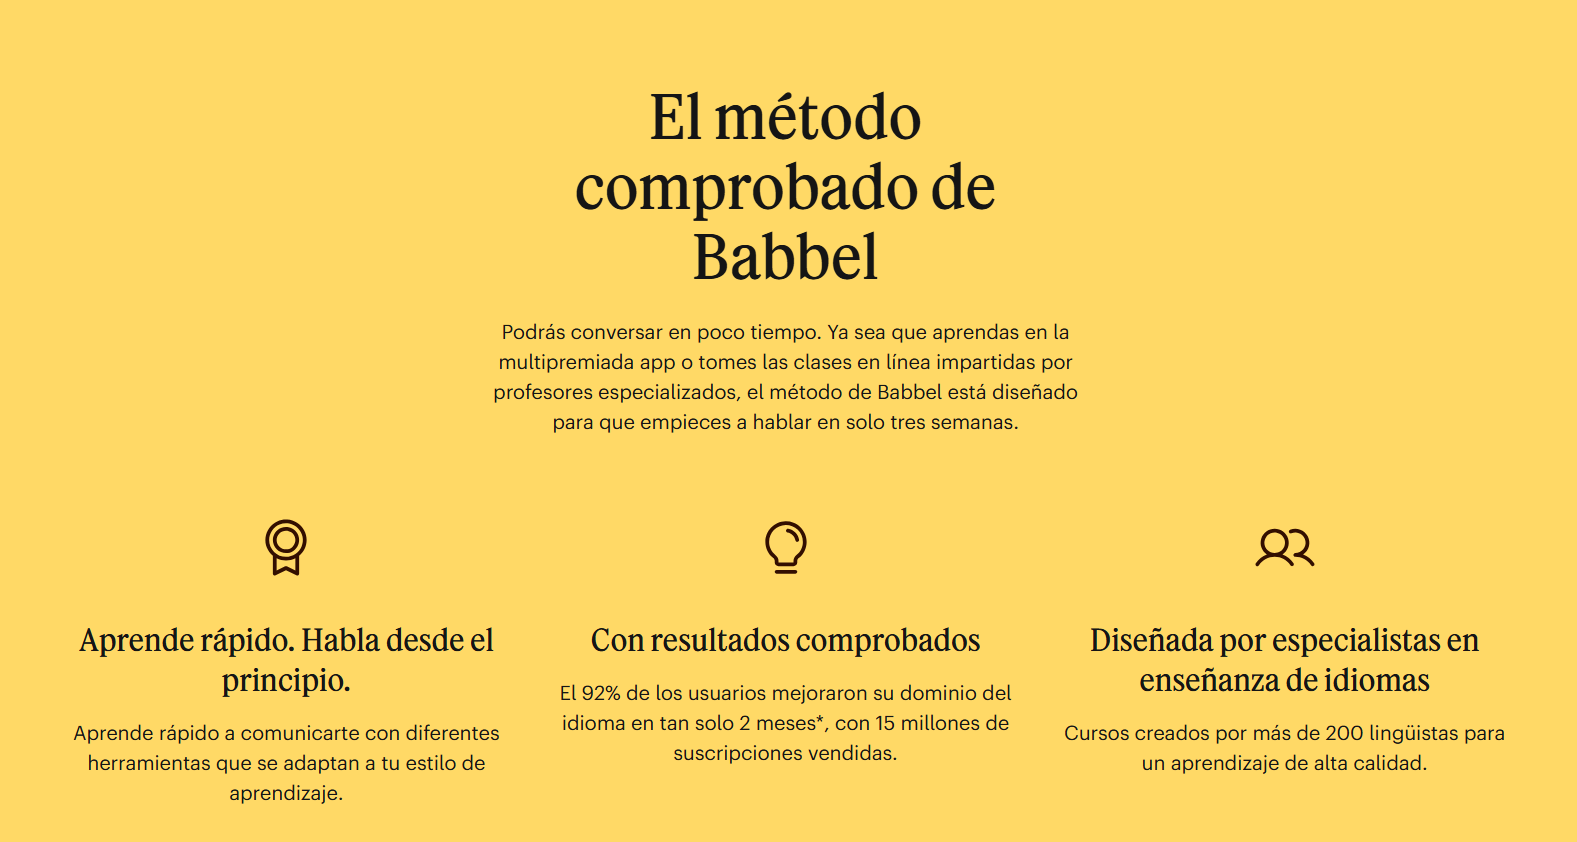 El método
comprobado de
Babbel
Podrás conversar en poco tiempo. Ya sea que aprendas en la
multipremiada app o tomes las clases en línea impartidas por
profesores especializados, el método de Babbel está diseñado
para que empieces a hablar en solo tres semanas.
Aprende rápido. Habla desde el
principio.
Aprende rápido a comunicarte con diferentes
herramientas que se adaptan a tu estilo de
aprendizaje.
Con resultados comprobados
El 92% de los usuarios mejoraron su dominio del
idioma en tan solo 2 meses*, con 15 millones de
suscripciones vendidas.
Diseñada por especialistas en
enseñanza de idiomas
Cursos creados por más de 200 lingüistas para
un aprendizaje de alta calidad.